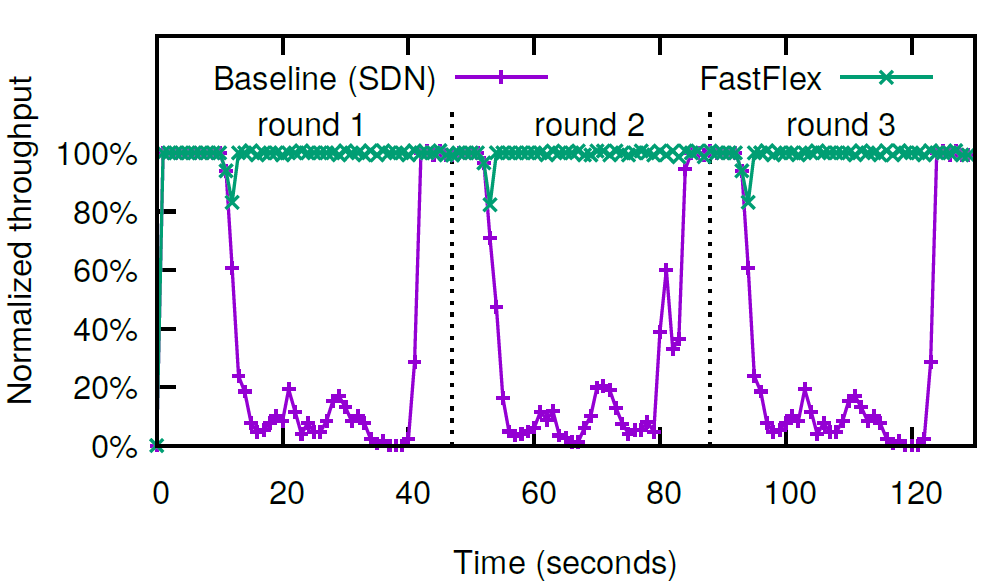 Baseline (SDN)
FastFlex
round 1
round 2
round 3
Normalized throughput
100%
80%
60%
40%
20%
0%
0
20
40
60
80
100
120
Time (seconds)